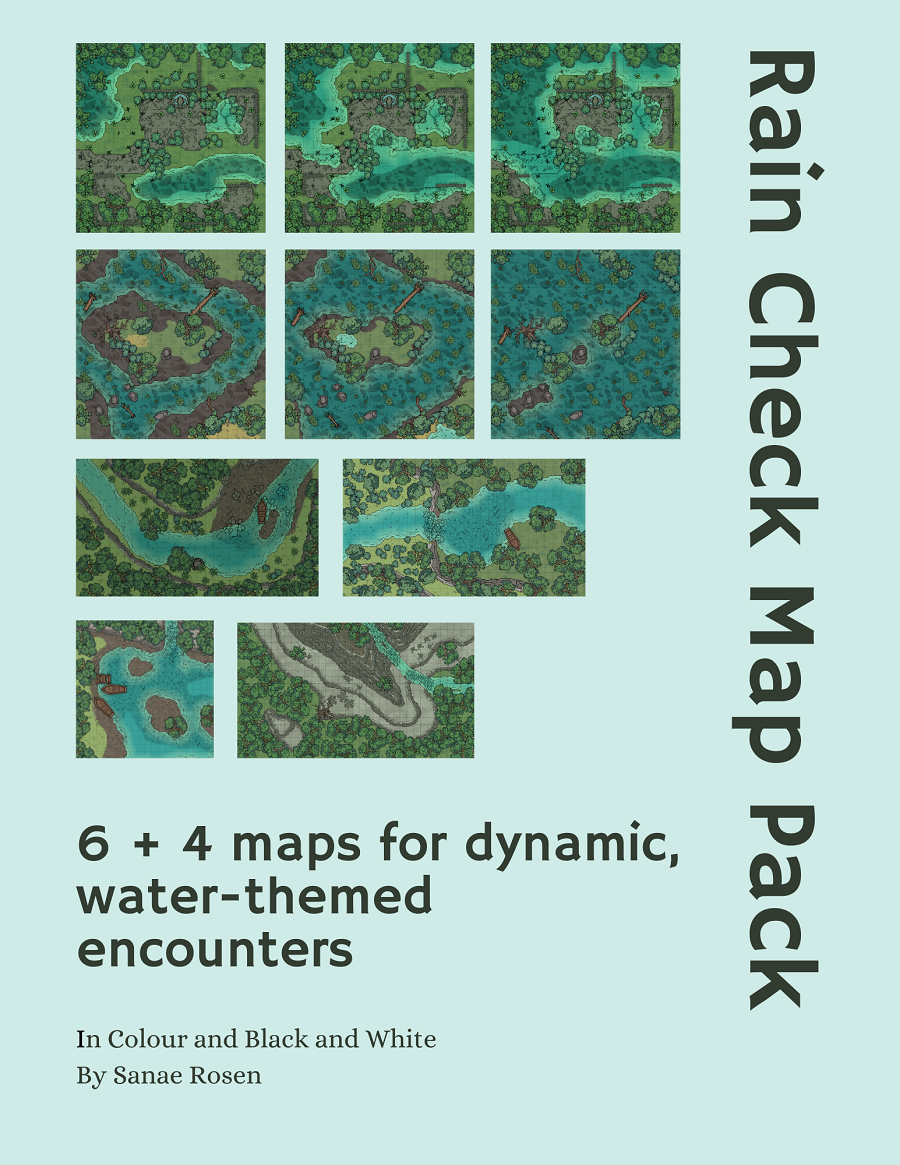 Rain Check Map Pack
6 + 4 maps for dynamic,
water-themed
encounters
In Colour and Black and White
By Sanae Rosen